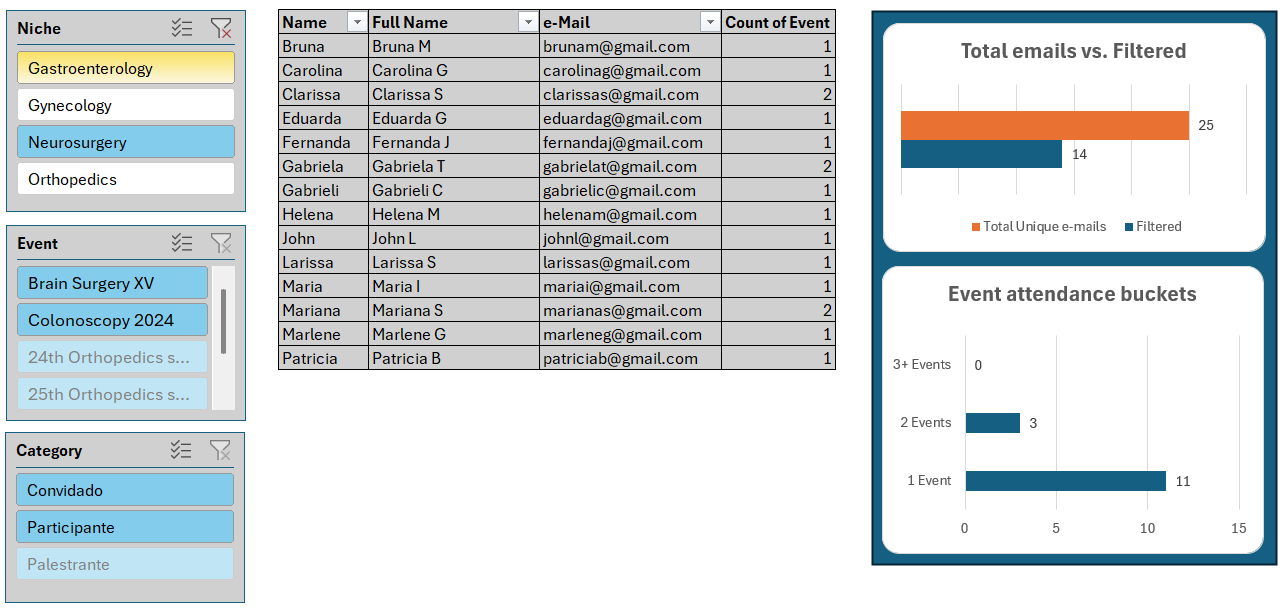 Niche
Gastroenterology
Gynecology
Neurosurgery
Orthopedics
Event
Brain Surgery XV
Colonoscopy 2024
24th Orthopedics s...
25th Orthopedics s...
Category
Convidado
Participante
Palestrante
Name Full Name e-Mail Count of Event
Bruna Bruna M brunam@gmail.com 1
Carolina Carolina G carolinag@gmail.com 1
Clarissa Clarissa S clarissas@gmail.com 2
Eduarda Eduarda G eduardag@gmail.com 1
Fernanda Fernanda J fernandaj@gmail.com 1
Gabriela Gabriela T gabrielat@gmail.com 2
Gabrieli Gabrieli C gabrielic@gmail.com 1
Helena Helena M helenam@gmail.com 1
John John L johnl@gmail.com 1
Larissa Larissa S larissas@gmail.com 1
Maria Maria I mariai@gmail.com 1
Mariana Mariana S marianas@gmail.com 2
Marlene Marlene G marleneg@gmail.com 1
Patricia Patricia B patriciab@gmail.com 1
Total emails vs. Filtered
25
14
Total Unique e-mails Filtered
Event attendance buckets
3+ Events 0
2 Events 3
1 Event 11
0 5 10 15